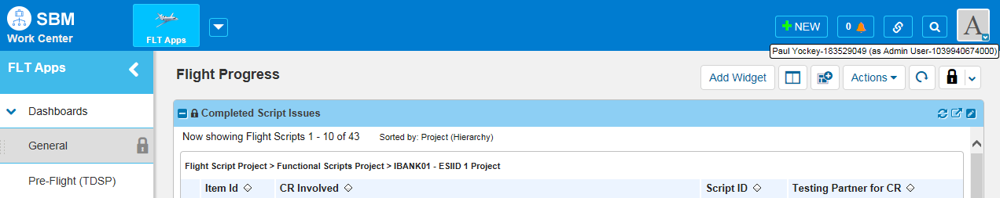 SBM
Work Center
FLT Apps
NEW
0
A
Paul Yockey-183529049 (as Admin User-1039940674000)
FLT Apps
Flight Progress
Add Widget
Actions
Dashboards
Completed Script Issues
General
Now showing Flight Scripts 1 - 10 of 43 Sorted by: Project (Hierarchy)
Flight Script Project > Functional Scripts Project > IBANK01 - ESIID 1 Project
Pre-Flight (TDSP)
Item Id CR Involved Script ID Testing Partner for CR